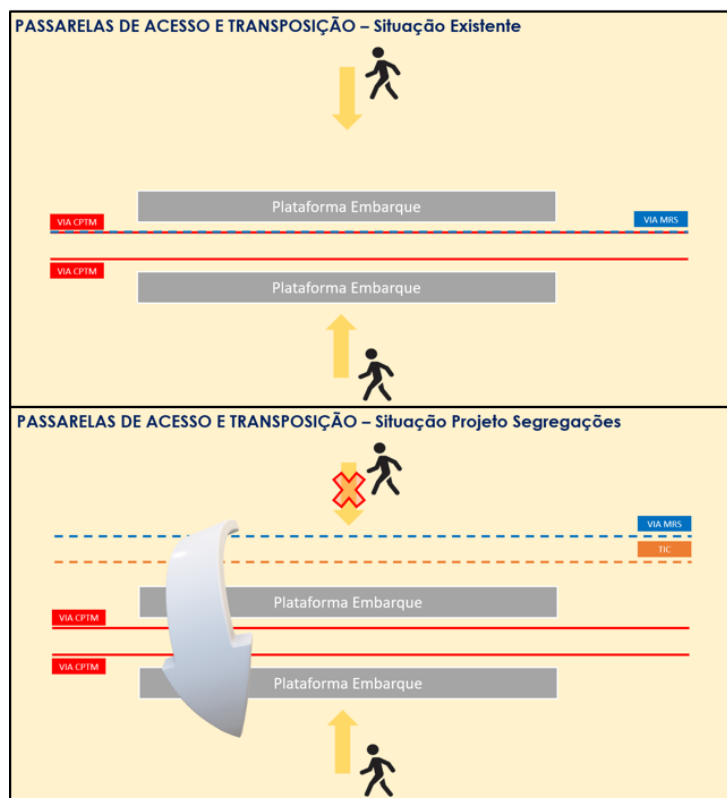 PASSARELAS DE ACESSO E TRANSPOSIÇÃO – Situação Existente
Plataforma Embarque
VIA CPTM
VIA MRS
VIA CPTM
Plataforma Embarque
PASSARELAS DE ACESSO E TRANSPOSIÇÃO – Situação Projeto Segregações
VIA MRS
TIC
Plataforma Embarque
VIA CPTM
VIA CPTM
Plataforma Embarque